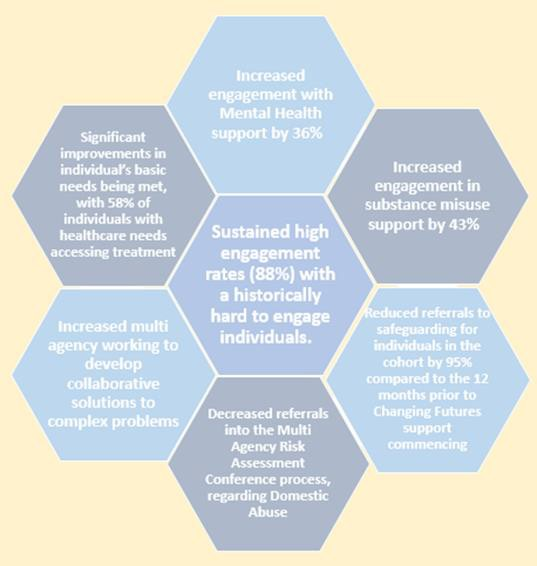 Increased
engagement with
Mental Health
support by 36%
Significant
improvements in
individual's basic
needs being met,
with 58% of
individuals with
healthcare needs
accessing treatment
Increased
engagement in
substance misuse
support by 43%
Sustained high
engagement
rates (88%) with
a historically
hard to engage
individuals.
Increased multi
agency working to
develop
collaborative
solutions to
complex problems
Reduced referrals to
safeguarding for
individuals in the
cohort by 95%
compared to the 12
months prior to
Changing Futures
support
commencing
Decreased referrals
into the Multi
Agency Risk
Assessment
Conference process,
regarding Domestic
Abuse